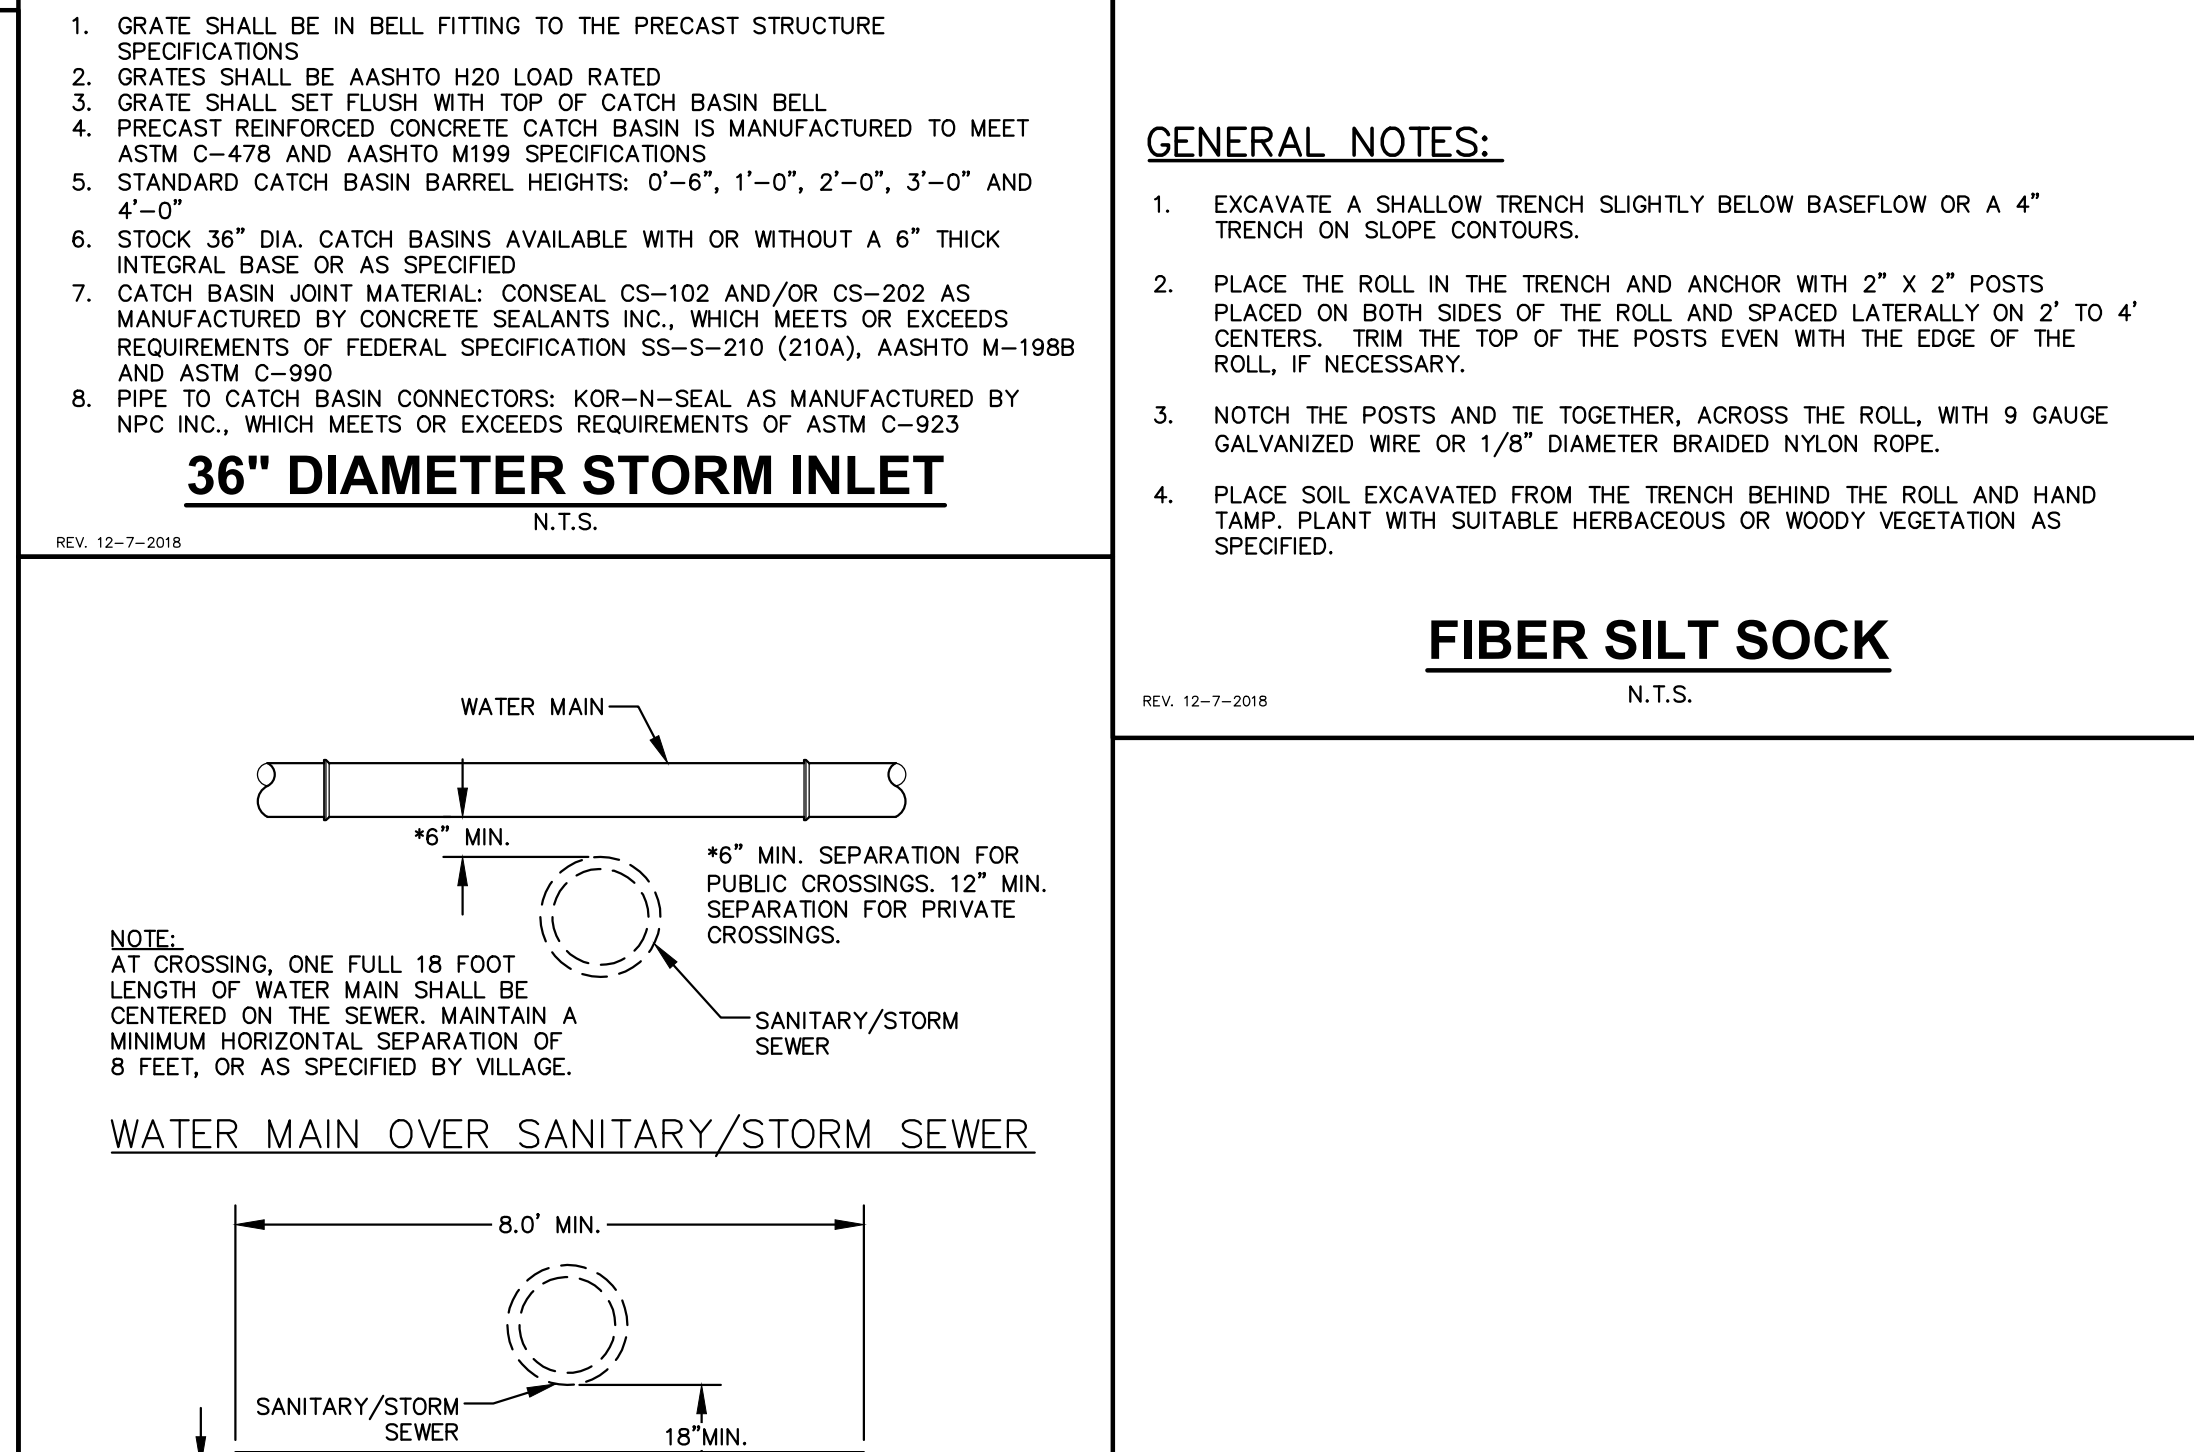 1. GRATE SHALL BE IN BELL FITTING TO THE PRECAST STRUCTURE
SPECIFICATIONS
2. GRATES SHALL BE AASHTO H20 LOAD RATED
3. GRATE SHALL SET FLUSH WITH TOP OF CATCH BASIN BELL
4. PRECAST REINFORCED CONCRETE CATCH BASIN IS MANUFACTURED TO MEET
ASTM C-478 AND AASHTO M199 SPECIFICATIONS
5. STANDARD CATCH BASIN BARREL HEIGHTS: 0'-6", 1'-0", 2'-0", 3'-0" AND
4'-0"
6. STOCK 36" DIA. CATCH BASINS AVAILABLE WITH OR WITHOUT A 6" THICK
INTEGRAL BASE OR AS SPECIFIED
7. CATCH BASIN JOINT MATERIAL: CONSEAL CS-102 AND/OR CS-202 AS
MANUFACTURED BY CONCRETE SEALANTS INC., WHICH MEETS OR EXCEEDS
REQUIREMENTS OF FEDERAL SPECIFICATION SS-S-210 (210A), AASHTO M-198B
AND ASTM C-990
8. PIPE TO CATCH BASIN CONNECTORS: KOR-N-SEAL AS MANUFACTURED BY
NPC INC., WHICH MEETS OR EXCEEDS REQUIREMENTS OF ASTM C-923
36" DIAMETER STORM INLET
N.T.S.
REV. 12-7-2018
GENERAL NOTES:
1. EXCAVATE A SHALLOW TRENCH SLIGHTLY BELOW BASEFLOW OR A 4"
TRENCH ON SLOPE CONTOURS.
2. PLACE THE ROLL IN THE TRENCH AND ANCHOR WITH 2" X 2" POSTS
PLACED ON BOTH SIDES OF THE ROLL AND SPACED LATERALLY ON 2' TO 4'
CENTERS. TRIM THE TOP OF THE POSTS EVEN WITH THE EDGE OF THE
ROLL, IF NECESSARY.
3. NOTCH THE POSTS AND TIE TOGETHER, ACROSS THE ROLL, WITH 9 GAUGE
GALVANIZED WIRE OR 1/8" DIAMETER BRAIDED NYLON ROPE.
4. PLACE SOIL EXCAVATED FROM THE TRENCH BEHIND THE ROLL AND HAND
TAMP. PLANT WITH SUITABLE HERBACEOUS OR WOODY VEGETATION AS
SPECIFIED.
FIBER SILT SOCK
N.T.S.
REV. 12-7-2018
WATER MAIN
*6" MIN.
*6" MIN. SEPARATION FOR
PUBLIC CROSSINGS. 12" MIN.
SEPARATION FOR PRIVATE
CROSSINGS.
NOTE:
AT CROSSING, ONE FULL 18 FOOT
LENGTH OF WATER MAIN SHALL BE
CENTERED ON THE SEWER. MAINTAIN A
MINIMUM HORIZONTAL SEPARATION OF
8 FEET, OR AS SPECIFIED BY VILLAGE.
SANITARY/STORM
SEWER
WATER MAIN OVER SANITARY/STORM SEWER
8.0' MIN.
SANITARY/STORM
SEWER
18"MIN.